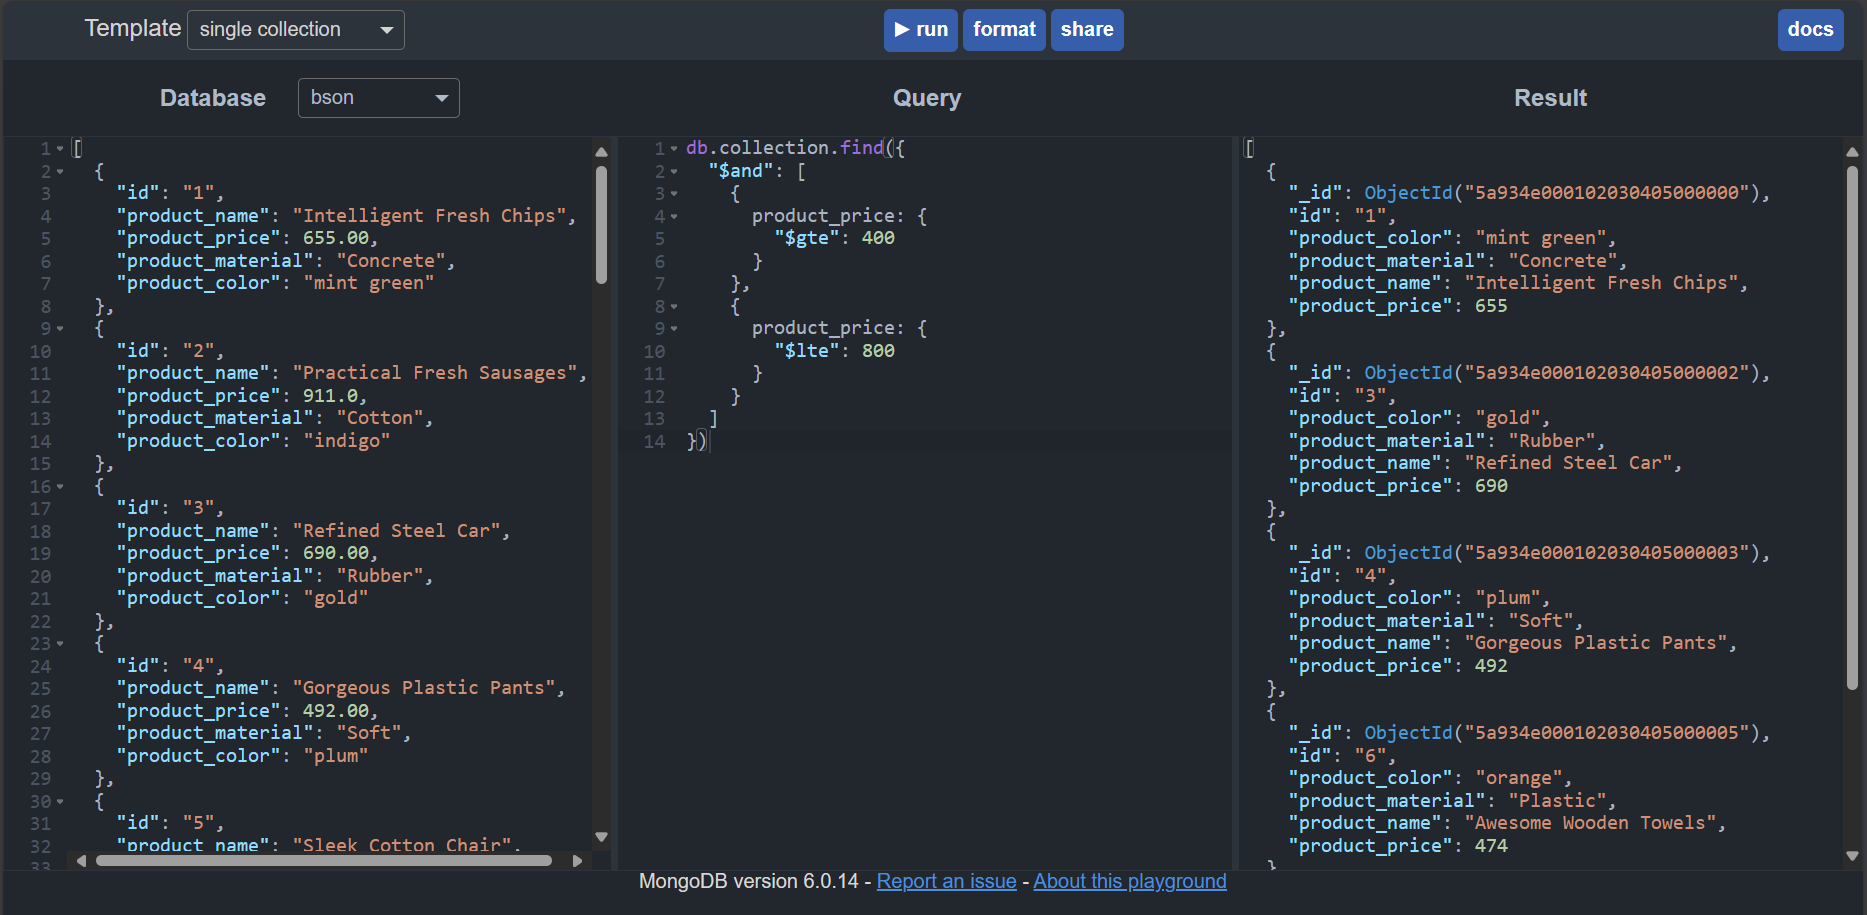 Template single collection ▶ run format share docs
Database bson Query Result
1 [
2 {
3 "id": "1",
4 "product_name": "Intelligent Fresh Chips",
5 "product_price": 655.00,
6 "product_material": "Concrete",
7 "product_color": "mint green"
8 },
9 {
10 "id": "2",
11 "product_name": "Practical Fresh Sausages",
12 "product_price": 911.0,
13 "product_material": "Cotton",
14 "product_color": "indigo"
15 },
16 {
17 "id": "3",
18 "product_name": "Refined Steel Car",
19 "product_price": 690.00,
20 "product_material": "Rubber",
21 "product_color": "gold"
22 },
23 {
24 "id": "4",
25 "product_name": "Gorgeous Plastic Pants",
26 "product_price": 492.00,
27 "product_material": "Soft",
28 "product_color": "plum"
29 },
30 {
31 "id": "5",
32 "product_name": "Sleek Cotton Chair",
33
1 db.collection.find({
2 "$and": [
3 {
4 product_price: {
5 "$gte": 400
6 }
7 },
8 {
9 product_price: {
10 "$lte": 800
11 }
12 }
13 ]
14 })
[
{
"_id": ObjectId("5a934e000102030405000000"),
"id": "1",
"product_color": "mint green",
"product_material": "Concrete",
"product_name": "Intelligent Fresh Chips",
"product_price": 655
},
{
"_id": ObjectId("5a934e000102030405000002"),
"id": "3",
"product_color": "gold",
"product_material": "Rubber",
"product_name": "Refined Steel Car",
"product_price": 690
},
{
"_id": ObjectId("5a934e000102030405000003"),
"id": "4",
"product_color": "plum",
"product_material": "Soft",
"product_name": "Gorgeous Plastic Pants",
"product_price": 492
},
{
"_id": ObjectId("5a934e000102030405000005"),
"id": "6",
"product_color": "orange",
"product_material": "Plastic",
"product_name": "Awesome Wooden Towels",
"product_price": 474
}
MongoDB version 6.0.14 - Report an issue - About this playground